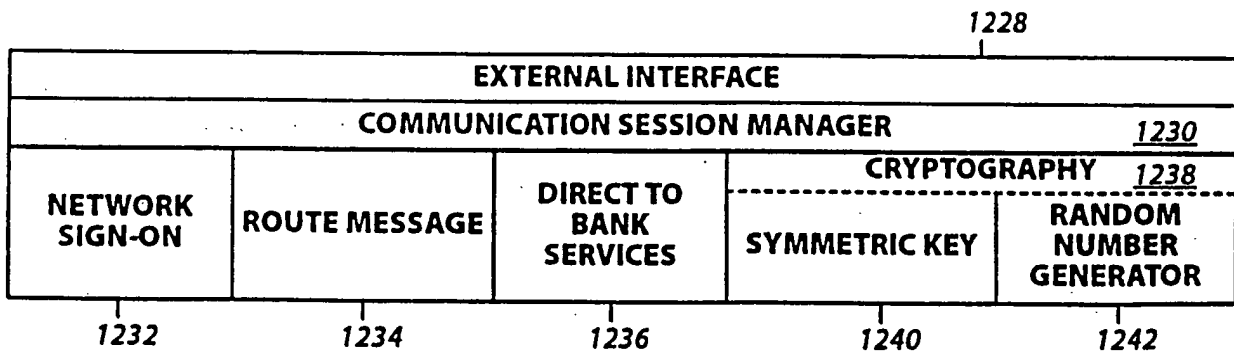 1228
EXTERNAL INTERFACE
COMMUNICATION SESSION MANAGER 1230
NETWORK
SIGN-ON
ROUTE MESSAGE
DIRECT TO
BANK
SERVICES
CRYPTOGRAPHY 1238
SYMMETRIC KEY
RANDOM
NUMBER
GENERATOR
1232
1234
1236
1240
1242